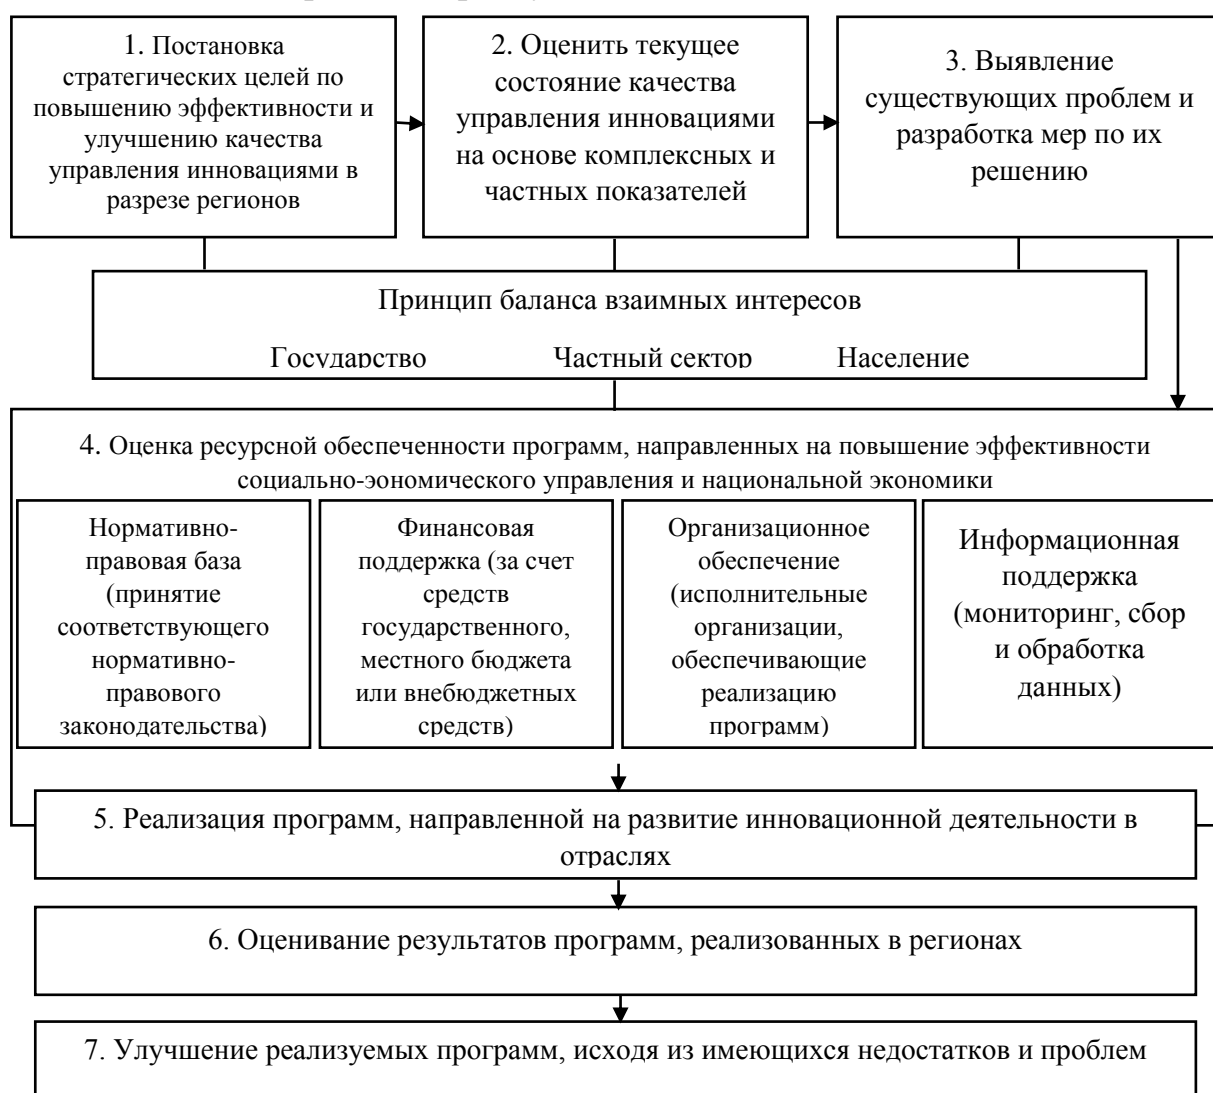 1. Постановка
стратегических целей по
повышению эффективности и
улучшению качества
управления инновациями в
разрезе регионов
2. Оценить текущее
состояние качества
управления инновациями
на основе комплексных и
частных показателей
3. Выявление
существующих проблем и
разработка мер по их
решению
Принцип баланса взаимных интересов
Государство Частный сектор Население
4. Оценка ресурсной обеспеченности программ, направленных на повышение эффективности
социально-эономического управления и национальной экономики
Нормативно-
правовая база
(принятие
соответствующего
нормативно-
правового
законодательства)
Финансовая
поддержка (за счет
средств
государственного,
местного бюджета
или внебюджетных
средств)
Организационное
обеспечение
(исполнительные
организации,
обеспечивающие
реализацию
программ)
Информационная
поддержка
(мониторинг, сбор
и обработка
данных)
5. Реализация программ, направленной на развитие инновационной деятельности в
отраслях
6. Оценивание результатов программ, реализованных в регионах
7. Улучшение реализуемых программ, исходя из имеющихся недостатков и проблем